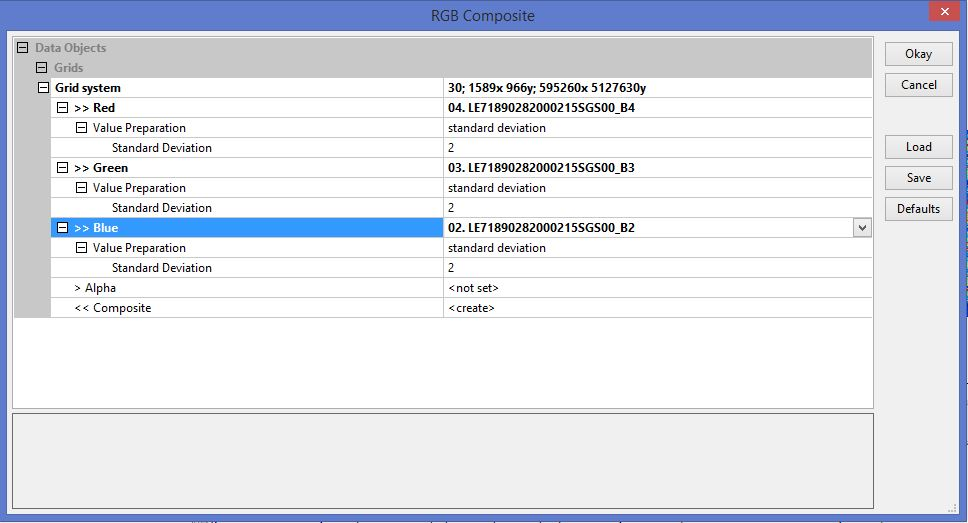 RGB Composite
Data Objects
Grids
Grid system 30; 1589x 966y; 595260x 5127630y
>> Red 04. LE71890282000215SGS00_B4
Value Preparation standard deviation
Standard Deviation 2
>> Green 03. LE71890282000215SGS00_B3
Value Preparation standard deviation
Standard Deviation 2
>> Blue 02. LE71890282000215SGS00_B2
Value Preparation standard deviation
Standard Deviation 2
> Alpha <not set>
<< Composite <create>
Okay
Cancel
Load
Save
Defaults